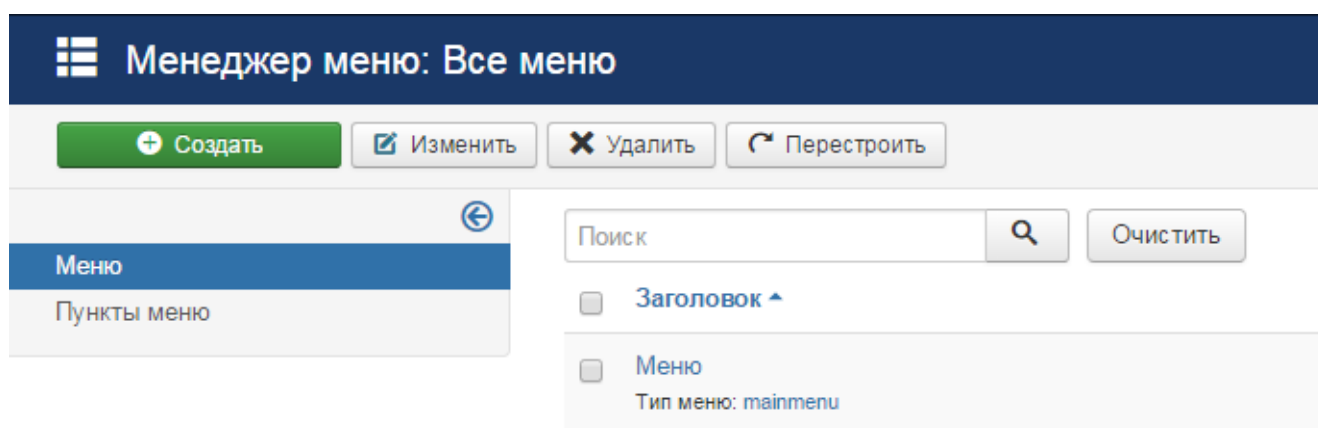 Менеджер меню: Все меню
Создать Изменить Удалить Перестроить
Поиск Очистить
Меню
Пункты меню
Заголовок
Меню
Тип меню: mainmenu